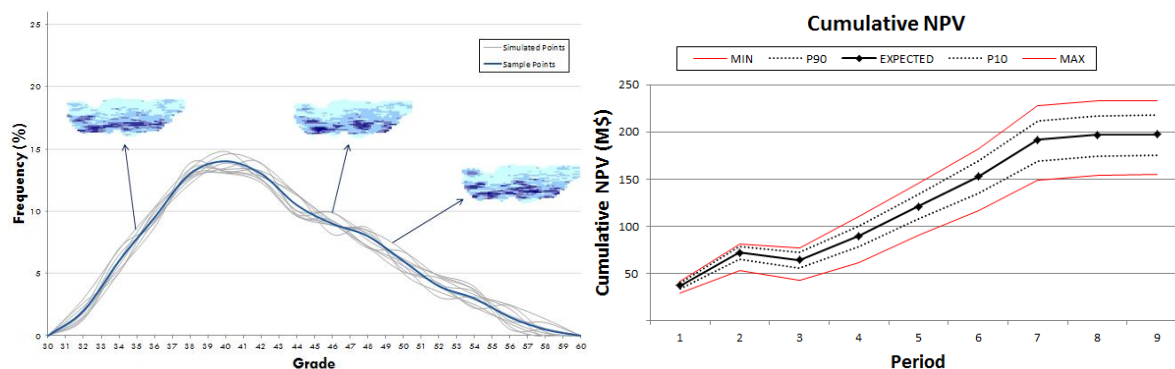 25
20
15
10
5
0
Frequency (%)
Simulated Points
Sample Points
30 31 32 33 34 35 36 37 38 39 40 41 42 43 44 45 46 47 48 49 50 51 52 53 54 55 56 57 58 59 60
Grade
Cumulative NPV
MIN P90 EXPECTED P10 MAX
Cumulative NPV (M$)
250
200
150
100
50
1 2 3 4 5 6 7 8 9
Period